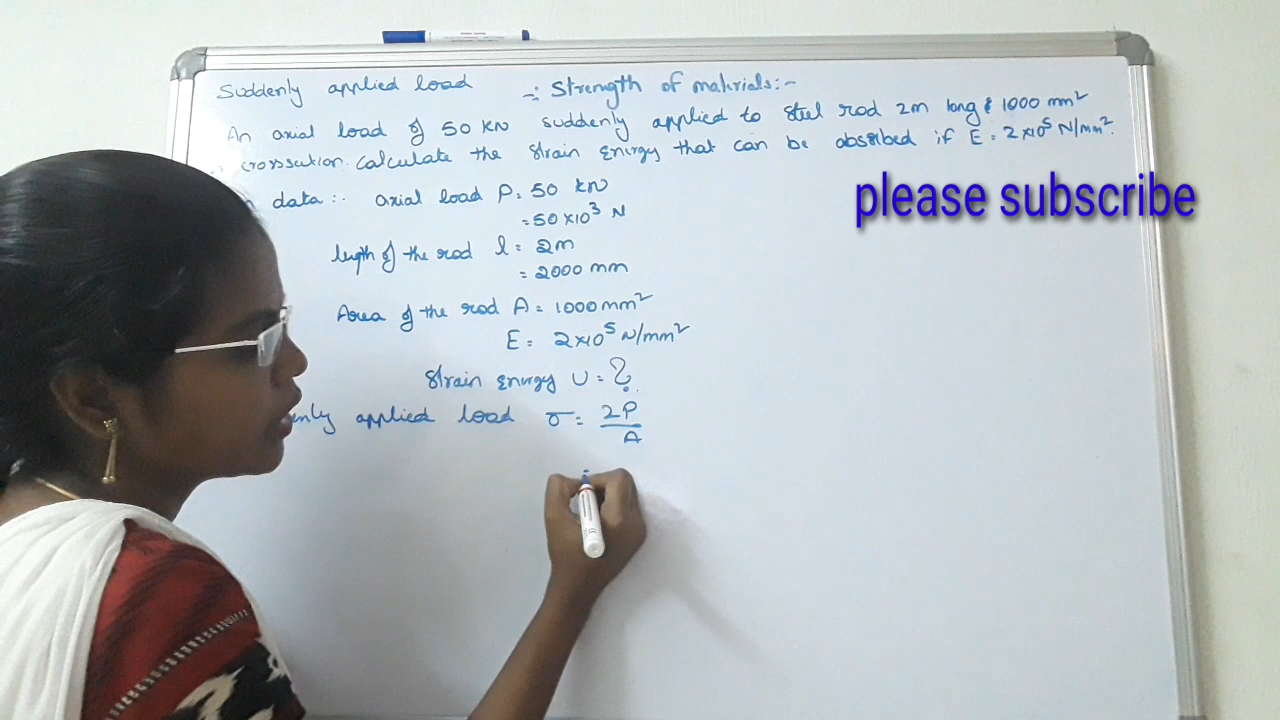 Suddenly applied load -: Strength of materials:-
An axial load of 50 KN suddenly applied to steel rod 2m long & 1000 mm²
crossection. calculate the strain energy that can be absorbed if E = 2×10⁵ N/mm².
data:- axial load P = 50 KN
= 50×10³ N
please subscribe
length of the rod l = 2m
= 2000 mm
Area of the rod A = 1000 mm²
E = 2×10⁵ N/mm²
Strain energy U = ?
applied load σ = 2P/A